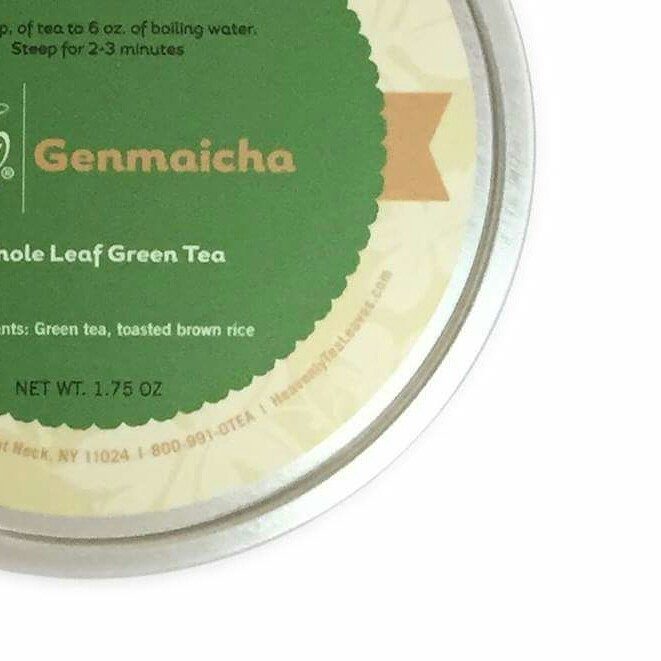 p. of tea to 6 oz. of boiling water.
Steep for 2-3 minutes
®
Genmaicha
hole Leaf Green Tea
nts: Green tea, toasted brown rice
NET WT. 1.75 OZ
t Neck, NY 11024 | 800-991-0TEA | HeavenlyTeaLeaves.com